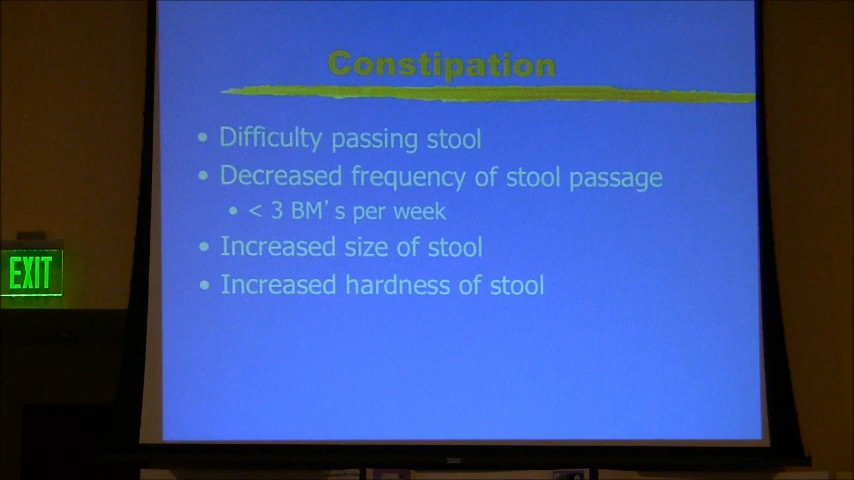 Constipation
• Difficulty passing stool
• Decreased frequency of stool passage
• < 3 BM's per week
• Increased size of stool
• Increased hardness of stool
EXIT